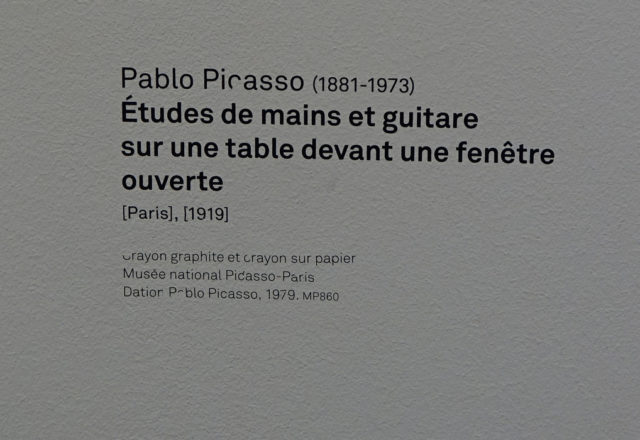 Pablo Picasso (1881-1973)
Études de mains et guitare
sur une table devant une fenêtre
ouverte
[Paris], [1919]
Crayon graphite et crayon sur papier
Musée national Picasso-Paris
Dation Pablo Picasso, 1979. MP860